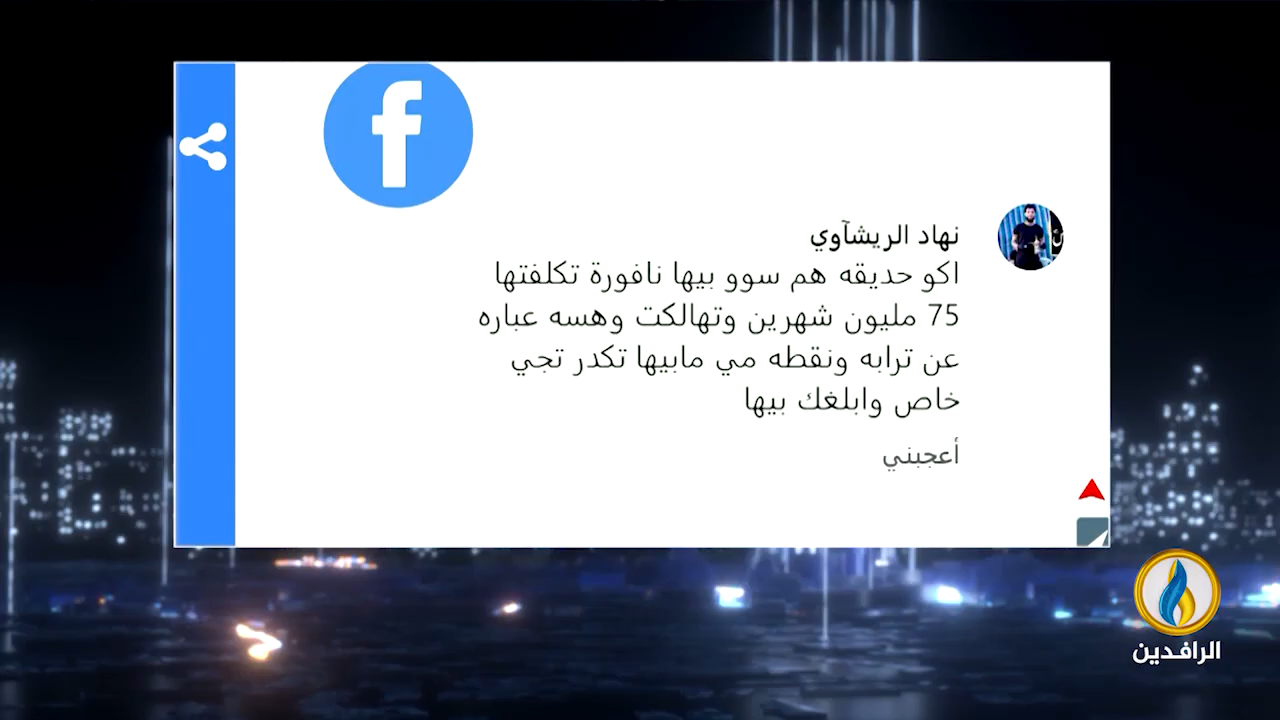 نهاد الريشآوي
اكو حديقه هم سوو بيها نافورة تكلفتها
75 مليون شهرين وتهالكت وهسه عباره
عن ترابه ونقطه مي مابيها تكدر تجي
خاص وابلغك بيها
أعجبني
الرافدين